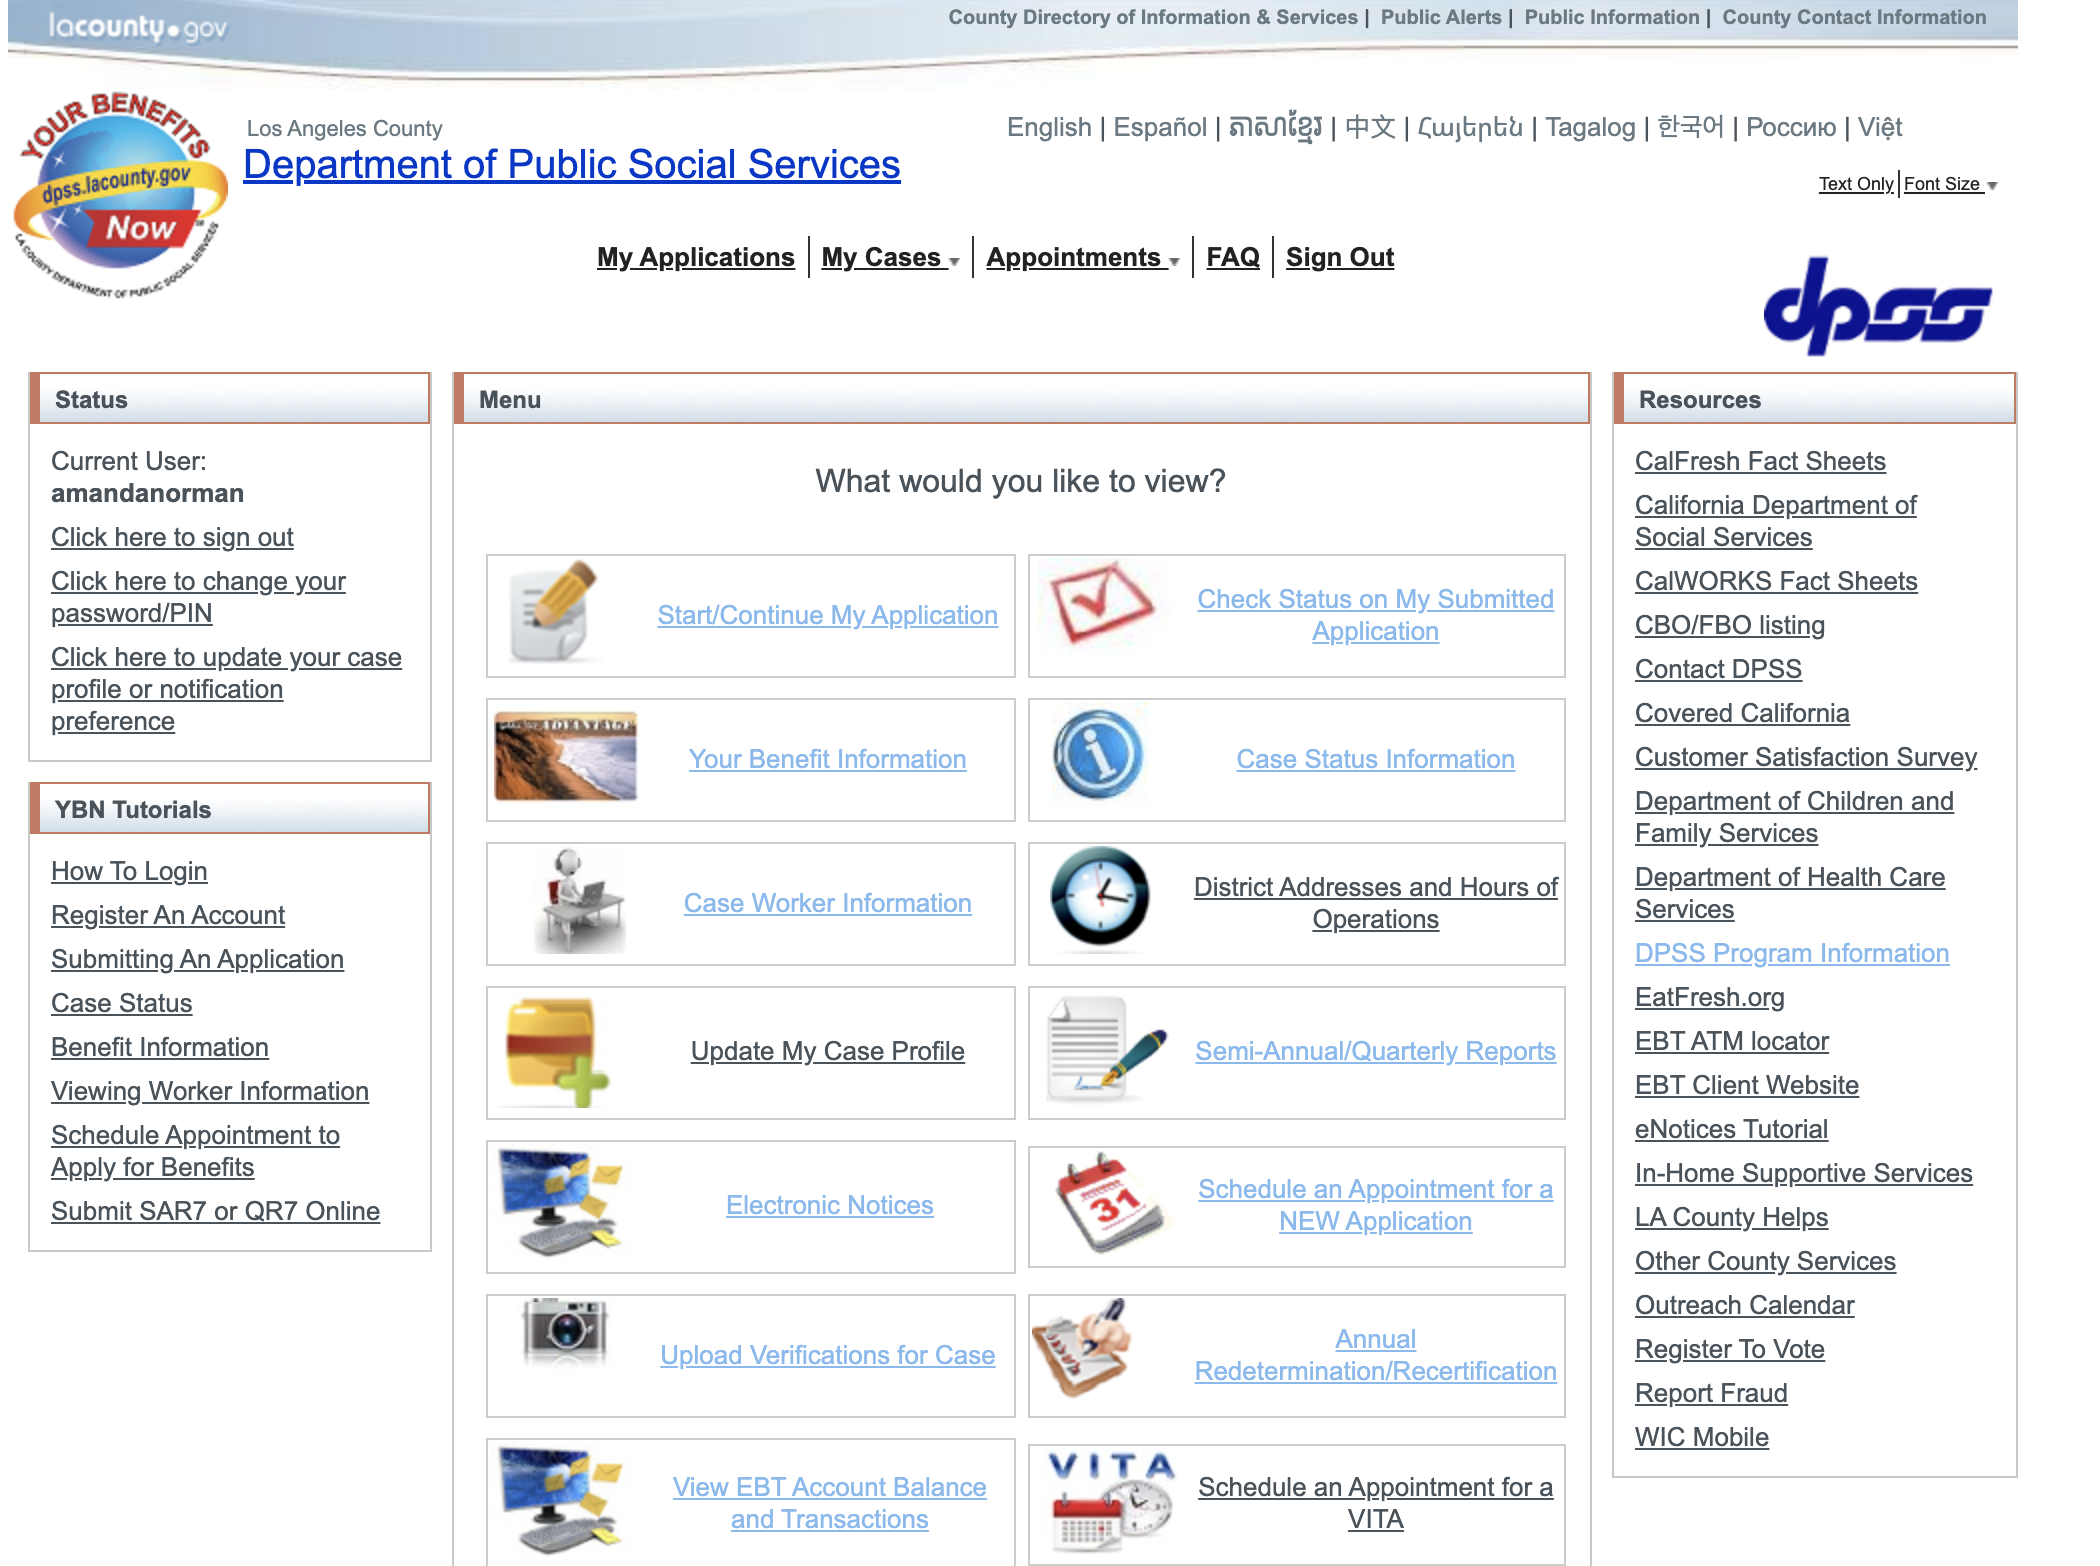 lacounty.gov
County Directory of Information & Services | Public Alerts | Public Information | County Contact Information
YOUR BENEFITS
dpss.lacounty.gov
Now
LA COUNTY DEPARTMENT OF PUBLIC SOCIAL SERVICES
Los Angeles County
Department of Public Social Services
English | Español | ភាសាខ្មែរ | 中文 | Հայերեն | Tagalog | 한국어 | Россию | Việt
Text Only | Font Size
My Applications | My Cases | Appointments | FAQ | Sign Out
dpss
Status
Current User:
amandanorman
Click here to sign out
Click here to change your
password/PIN
Click here to update your case
profile or notification
preference
YBN Tutorials
How To Login
Register An Account
Submitting An Application
Case Status
Benefit Information
Viewing Worker Information
Schedule Appointment to
Apply for Benefits
Submit SAR7 or QR7 Online
Menu
What would you like to view?
Start/Continue My Application
Check Status on My Submitted
Application
ADVANTAGE
Your Benefit Information
Case Status Information
Case Worker Information
District Addresses and Hours of
Operations
Update My Case Profile
Semi-Annual/Quarterly Reports
Electronic Notices
31
Schedule an Appointment for a
NEW Application
Upload Verifications for Case
Annual
Redetermination/Recertification
View EBT Account Balance
and Transactions
VITA
Schedule an Appointment for a
VITA
Resources
CalFresh Fact Sheets
California Department of
Social Services
CalWORKS Fact Sheets
CBO/FBO listing
Contact DPSS
Covered California
Customer Satisfaction Survey
Department of Children and
Family Services
Department of Health Care
Services
DPSS Program Information
EatFresh.org
EBT ATM locator
EBT Client Website
eNotices Tutorial
In-Home Supportive Services
LA County Helps
Other County Services
Outreach Calendar
Register To Vote
Report Fraud
WIC Mobile